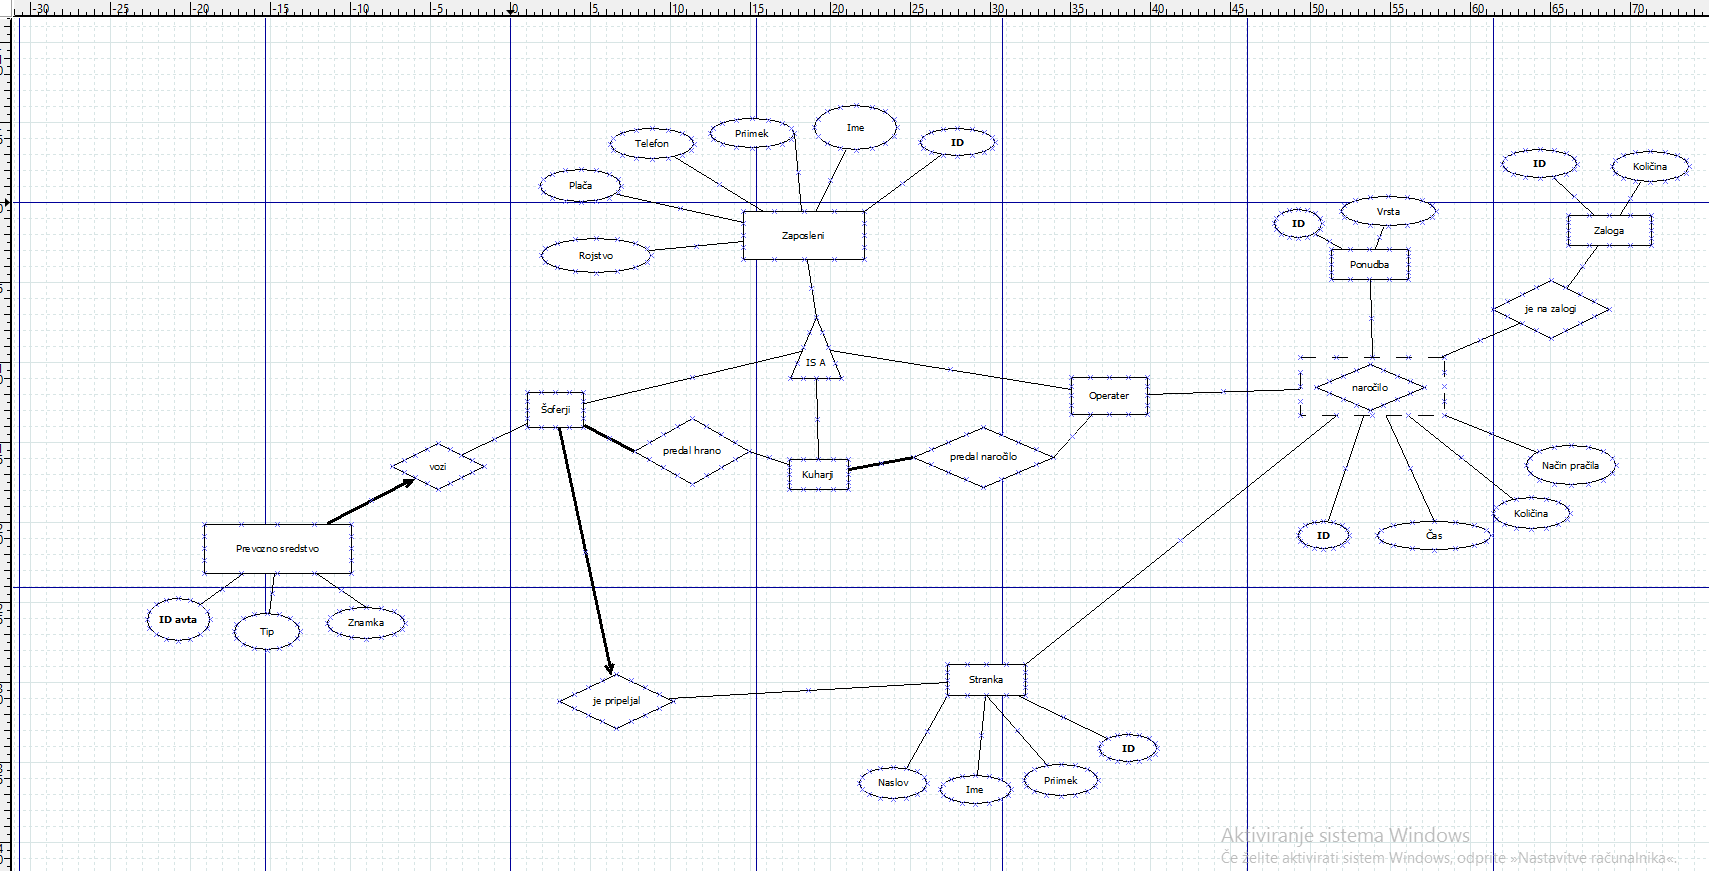 -30 -25 -20 -15 -10 -5 0 5 10 15 20 25 30 35 40 45 50 55 60 65 70
Ime
Priimek
Telefon
ID
Plača
Rojstvo
Zaposleni
ID
Količina
Vrsta
ID
Zaloga
Ponudba
je na zalogi
IS A
naročilo
Operater
Šoferji
predal hrano
predal naročilo
vozi
Kuharji
Način pračila
Količina
ID
Čas
Prevozno sredstvo
ID avta
Tip
Znamka
Stranka
je pripeljal
ID
Naslov
Ime
Priimek
Aktiviranje sistema Windows
Če želite aktivirati sistem Windows, odprite »Nastavitve računalnika«.